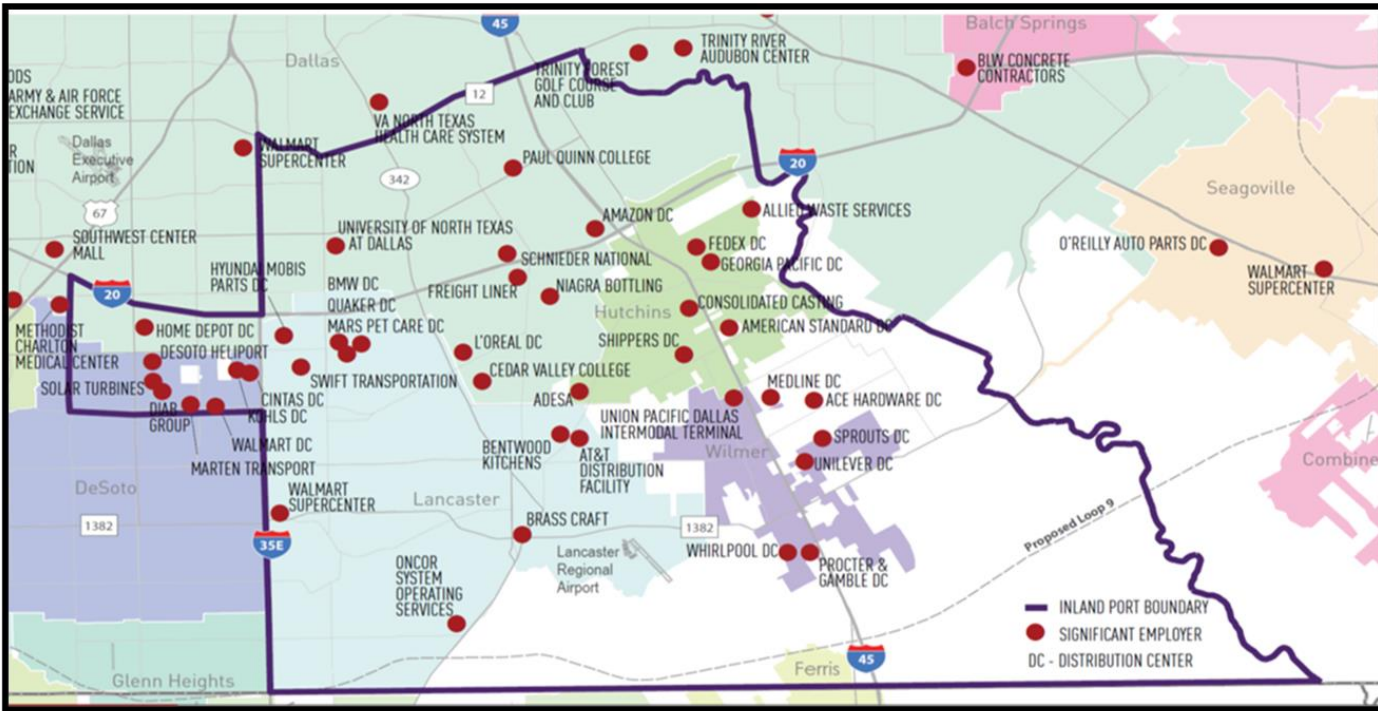 45
Balch Springs
Dallas
TRINITY RIVER
AUDUBON CENTER
TRINITY FOREST
GOLF COURSE
AND CLUB
BLW CONCRETE
CONTRACTORS
ODS
ARMY & AIR FORCE
EXCHANGE SERVICE
12
VA NORTH TEXAS
HEALTH CARE SYSTEM
R
TION
Dallas
Executive
Airport
WALMART
SUPERCENTER
PAUL QUINN COLLEGE
20
342
Seagoville
67
ALLIED WASTE SERVICES
AMAZON DC
UNIVERSITY OF NORTH TEXAS
AT DALLAS
SOUTHWEST CENTER
MALL
FEDEX DC
O'REILLY AUTO PARTS DC
SCHNIEDER NATIONAL
GEORGIA PACIFIC DC
HYUNDAI MOBIS
PARTS DC
WALMART
SUPERCENTER
BMW DC
FREIGHT LINER
NIAGRA BOTTLING
20
QUAKER DC
CONSOLIDATED CASTING
Hutchins
METHODIST
CHARLTON
MEDICAL CENTER
HOME DEPOT DC
MARS PET CARE DC
AMERICAN STANDARD DC
SHIPPERS DC
L'OREAL DC
DESOTO HELIPORT
CEDAR VALLEY COLLEGE
SWIFT TRANSPORTATION
MEDLINE DC
SOLAR TURBINES
CINTAS DC
ADESA
ACE HARDWARE DC
DIAB
GROUP
KOHLS DC
UNION PACIFIC DALLAS
INTERMODAL TERMINAL
WALMART DC
SPROUTS DC
BENTWOOD
KITCHENS
AT&T
DISTRIBUTION
FACILITY
Wilmer
UNILEVER DC
MARTEN TRANSPORT
Combine
DeSoto
WALMART
SUPERCENTER
Lancaster
BRASS CRAFT
1382
1382
Proposed Loop 9
35E
Lancaster
Regional
Airport
WHIRLPOOL DC
PROCTER &
GAMBLE DC
ONCOR
SYSTEM
OPERATING
SERVICES
INLAND PORT BOUNDARY
SIGNIFICANT EMPLOYER
DC - DISTRIBUTION CENTER
45
Ferris
Glenn Heights